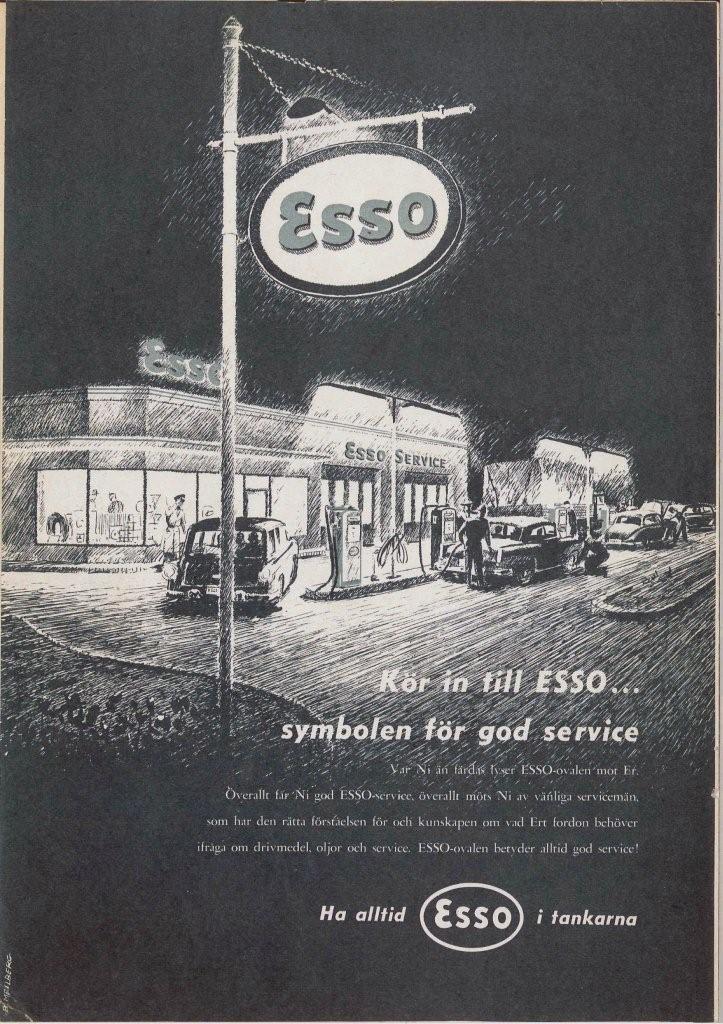 Esso
Esso
Esso Service
Kör in till ESSO...
symbolen för god service
Var Ni än färdas lyser ESSO-ovalen mot Er.
Överallt får Ni god ESSO-service, överallt möts Ni av vänliga servicemän,
som har den rätta förståelsen för och kunskapen om vad Ert fordon behöver
ifråga om drivmedel, oljor och service. ESSO-ovalen betyder alltid god service!
Ha alltid Esso i tankarna